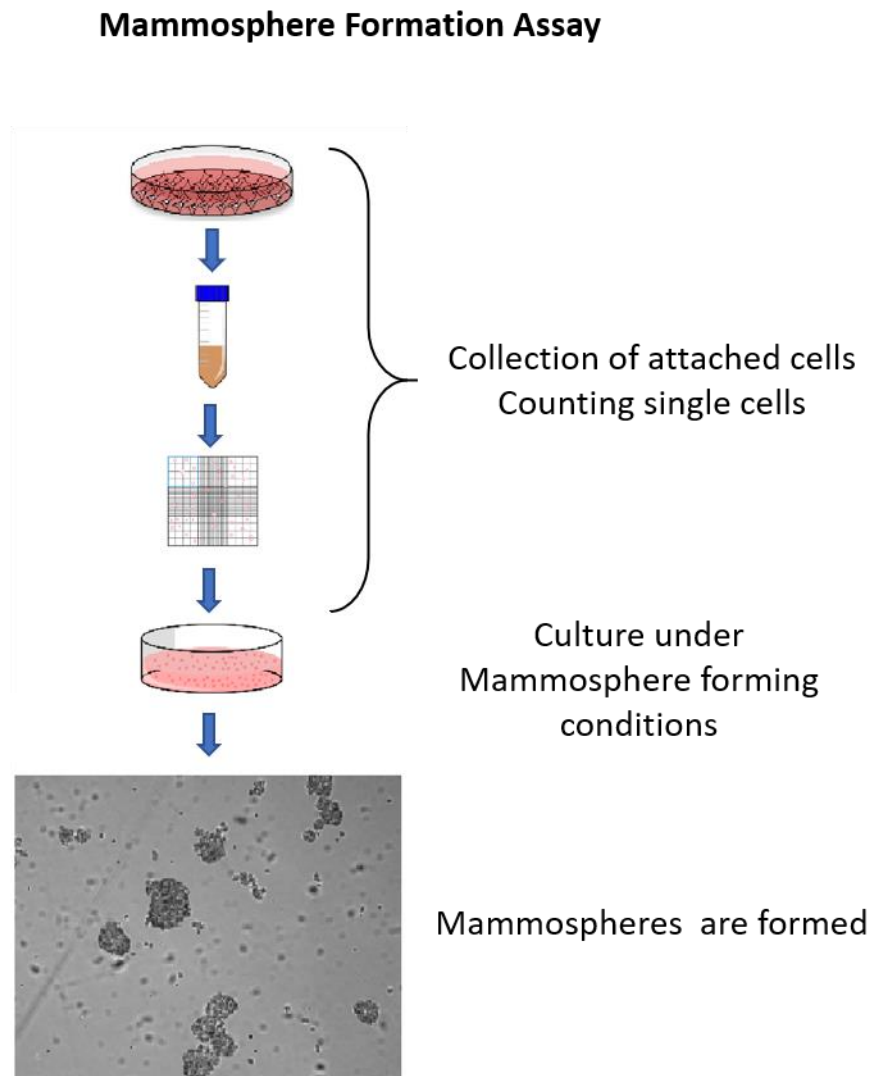 Mammosphere Formation Assay
Collection of attached cells
Counting single cells
Culture under
Mammosphere forming
conditions
Mammospheres are formed